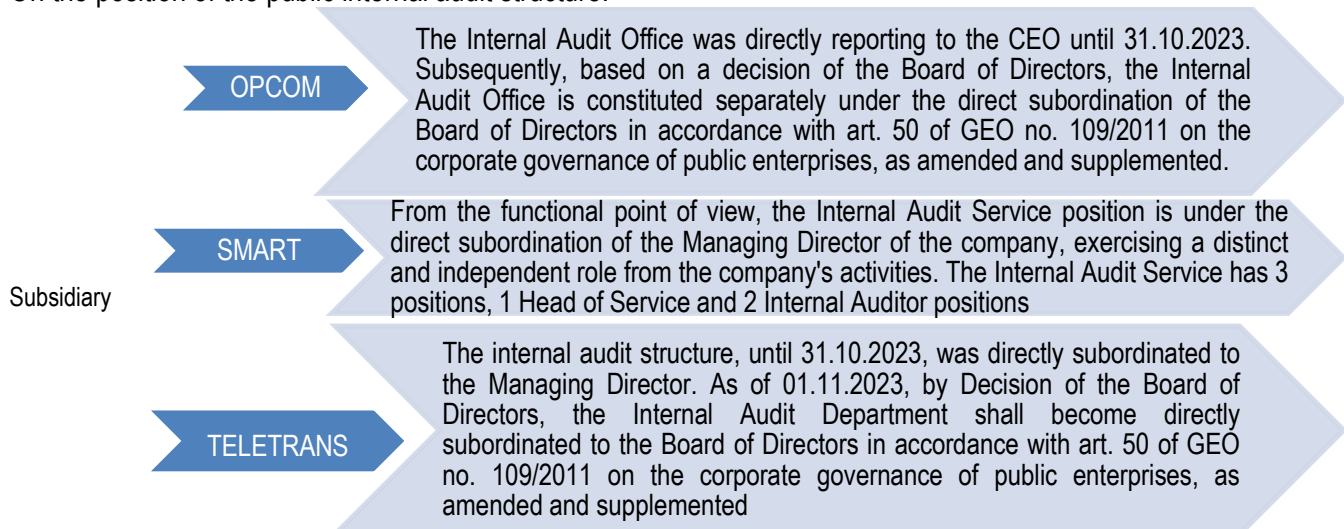 OPCOM
The Internal Audit Office was directly reporting to the CEO until 31.10.2023.
Subsequently, based on a decision of the Board of Directors, the Internal
Audit Office is constituted separately under the direct subordination of the
Board of Directors in accordance with art. 50 of GEO no. 109/2011 on the
corporate governance of public enterprises, as amended and supplemented.
Subsidiary
SMART
From the functional point of view, the Internal Audit Service position is under the
direct subordination of the Managing Director of the company, exercising a distinct
and independent role from the company's activities. The Internal Audit Service has 3
positions, 1 Head of Service and 2 Internal Auditor positions
TELETRANS
The internal audit structure, until 31.10.2023, was directly subordinated to
the Managing Director. As of 01.11.2023, by Decision of the Board of
Directors, the Internal Audit Department shall become directly
subordinated to the Board of Directors in accordance with art. 50 of GEO
no. 109/2011 on the corporate governance of public enterprises, as
amended and supplemented